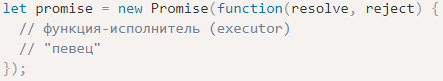 let promise = new Promise(function(resolve, reject) {
  // функция-исполнитель (executor)
  // "певец"
});